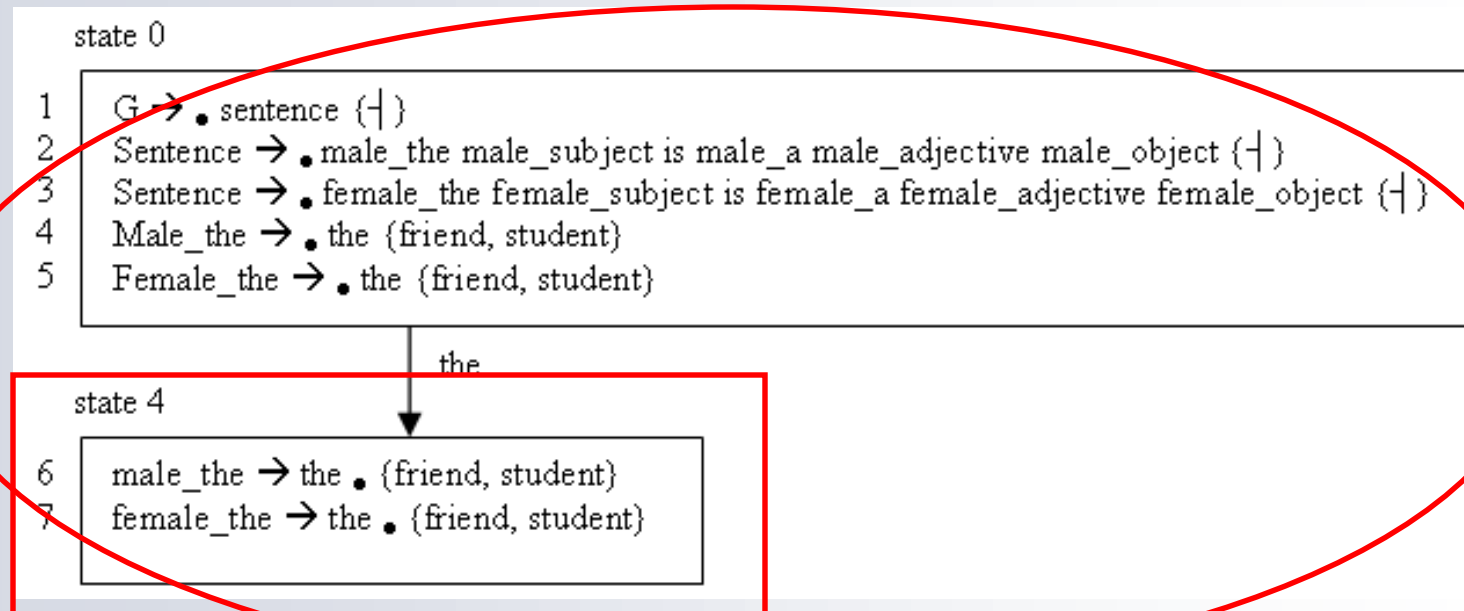 state 0
1 G → . sentence {┤}
2 Sentence → . male_the male_subject is male_a male_adjective male_object {┤}
3 Sentence → . female_the female_subject is female_a female_adjective female_object {┤}
4 Male_the → . the {friend, student}
5 Female_the → . the {friend, student}
the
state 4
6 male_the → the . {friend, student}
7 female_the → the . {friend, student}